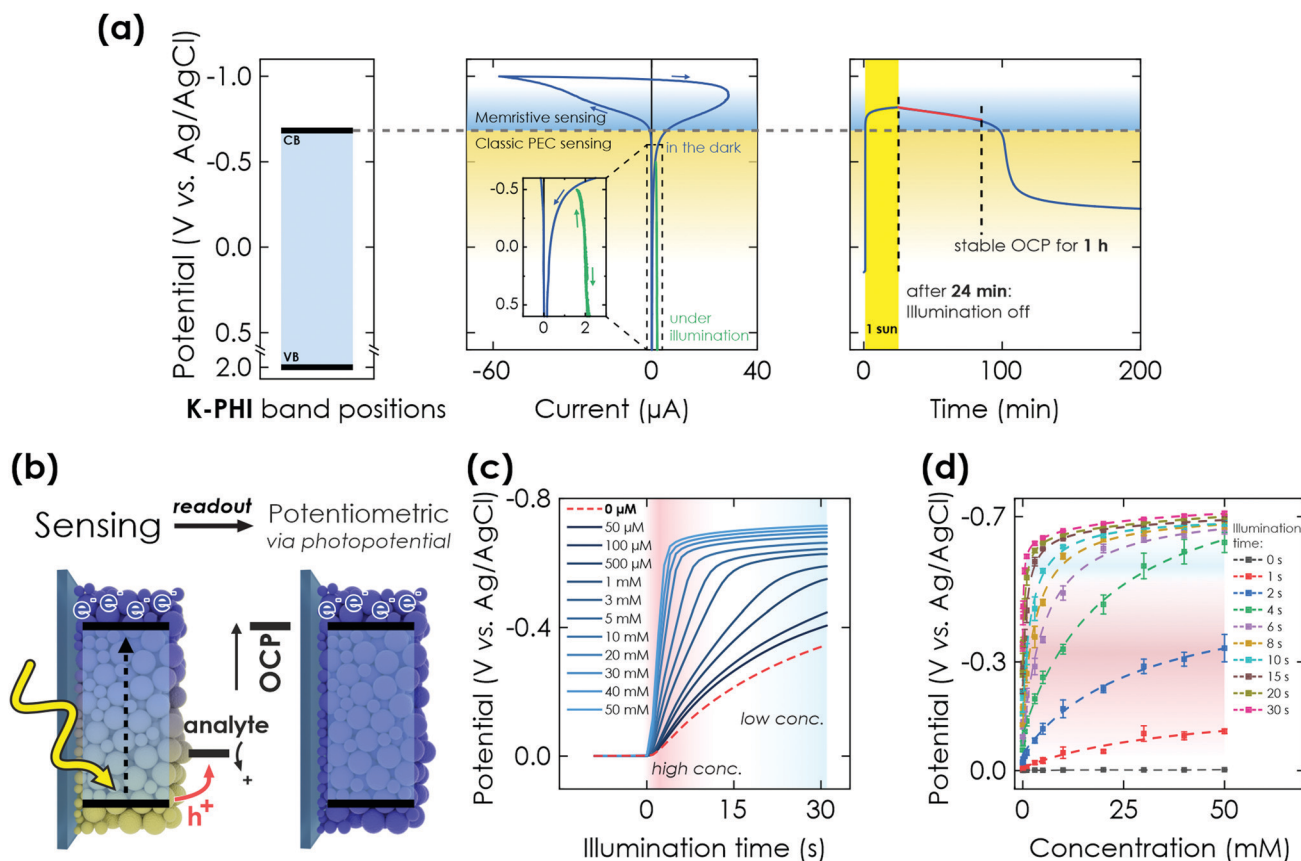 (a)
Potential (V vs. Ag/AgCl)
-1.0
-0.5
0.0
0.5
2.0
CB
VB
K-PHI band positions
Memristive sensing
Classic PEC sensing
in the dark
-0.5
0.0
0.5
0 2
under
illumination
-60 0 40
Current (µA)
stable OCP for 1 h
after 24 min:
Illumination off
1 sun
0 100 200
Time (min)
(b)
Sensing
readout
Potentiometric
via photopotential
e- e- e- e-
OCP
analyte
+
h+
e- e- e- e-
(c)
Potential (V vs. Ag/AgCl)
-0.8
-0.4
0.0
0 µM
50 µM
100 µM
500 µM
1 mM
3 mM
5 mM
10 mM
20 mM
30 mM
40 mM
50 mM
low conc.
high conc.
0 15 30
Illumination time (s)
(d)
Potential (V vs. Ag/AgCl)
-0.7
-0.3
0.0
Illumination
time:
0 s
1 s
2 s
4 s
6 s
8 s
10 s
15 s
20 s
30 s
0 25 50
Concentration (mM)